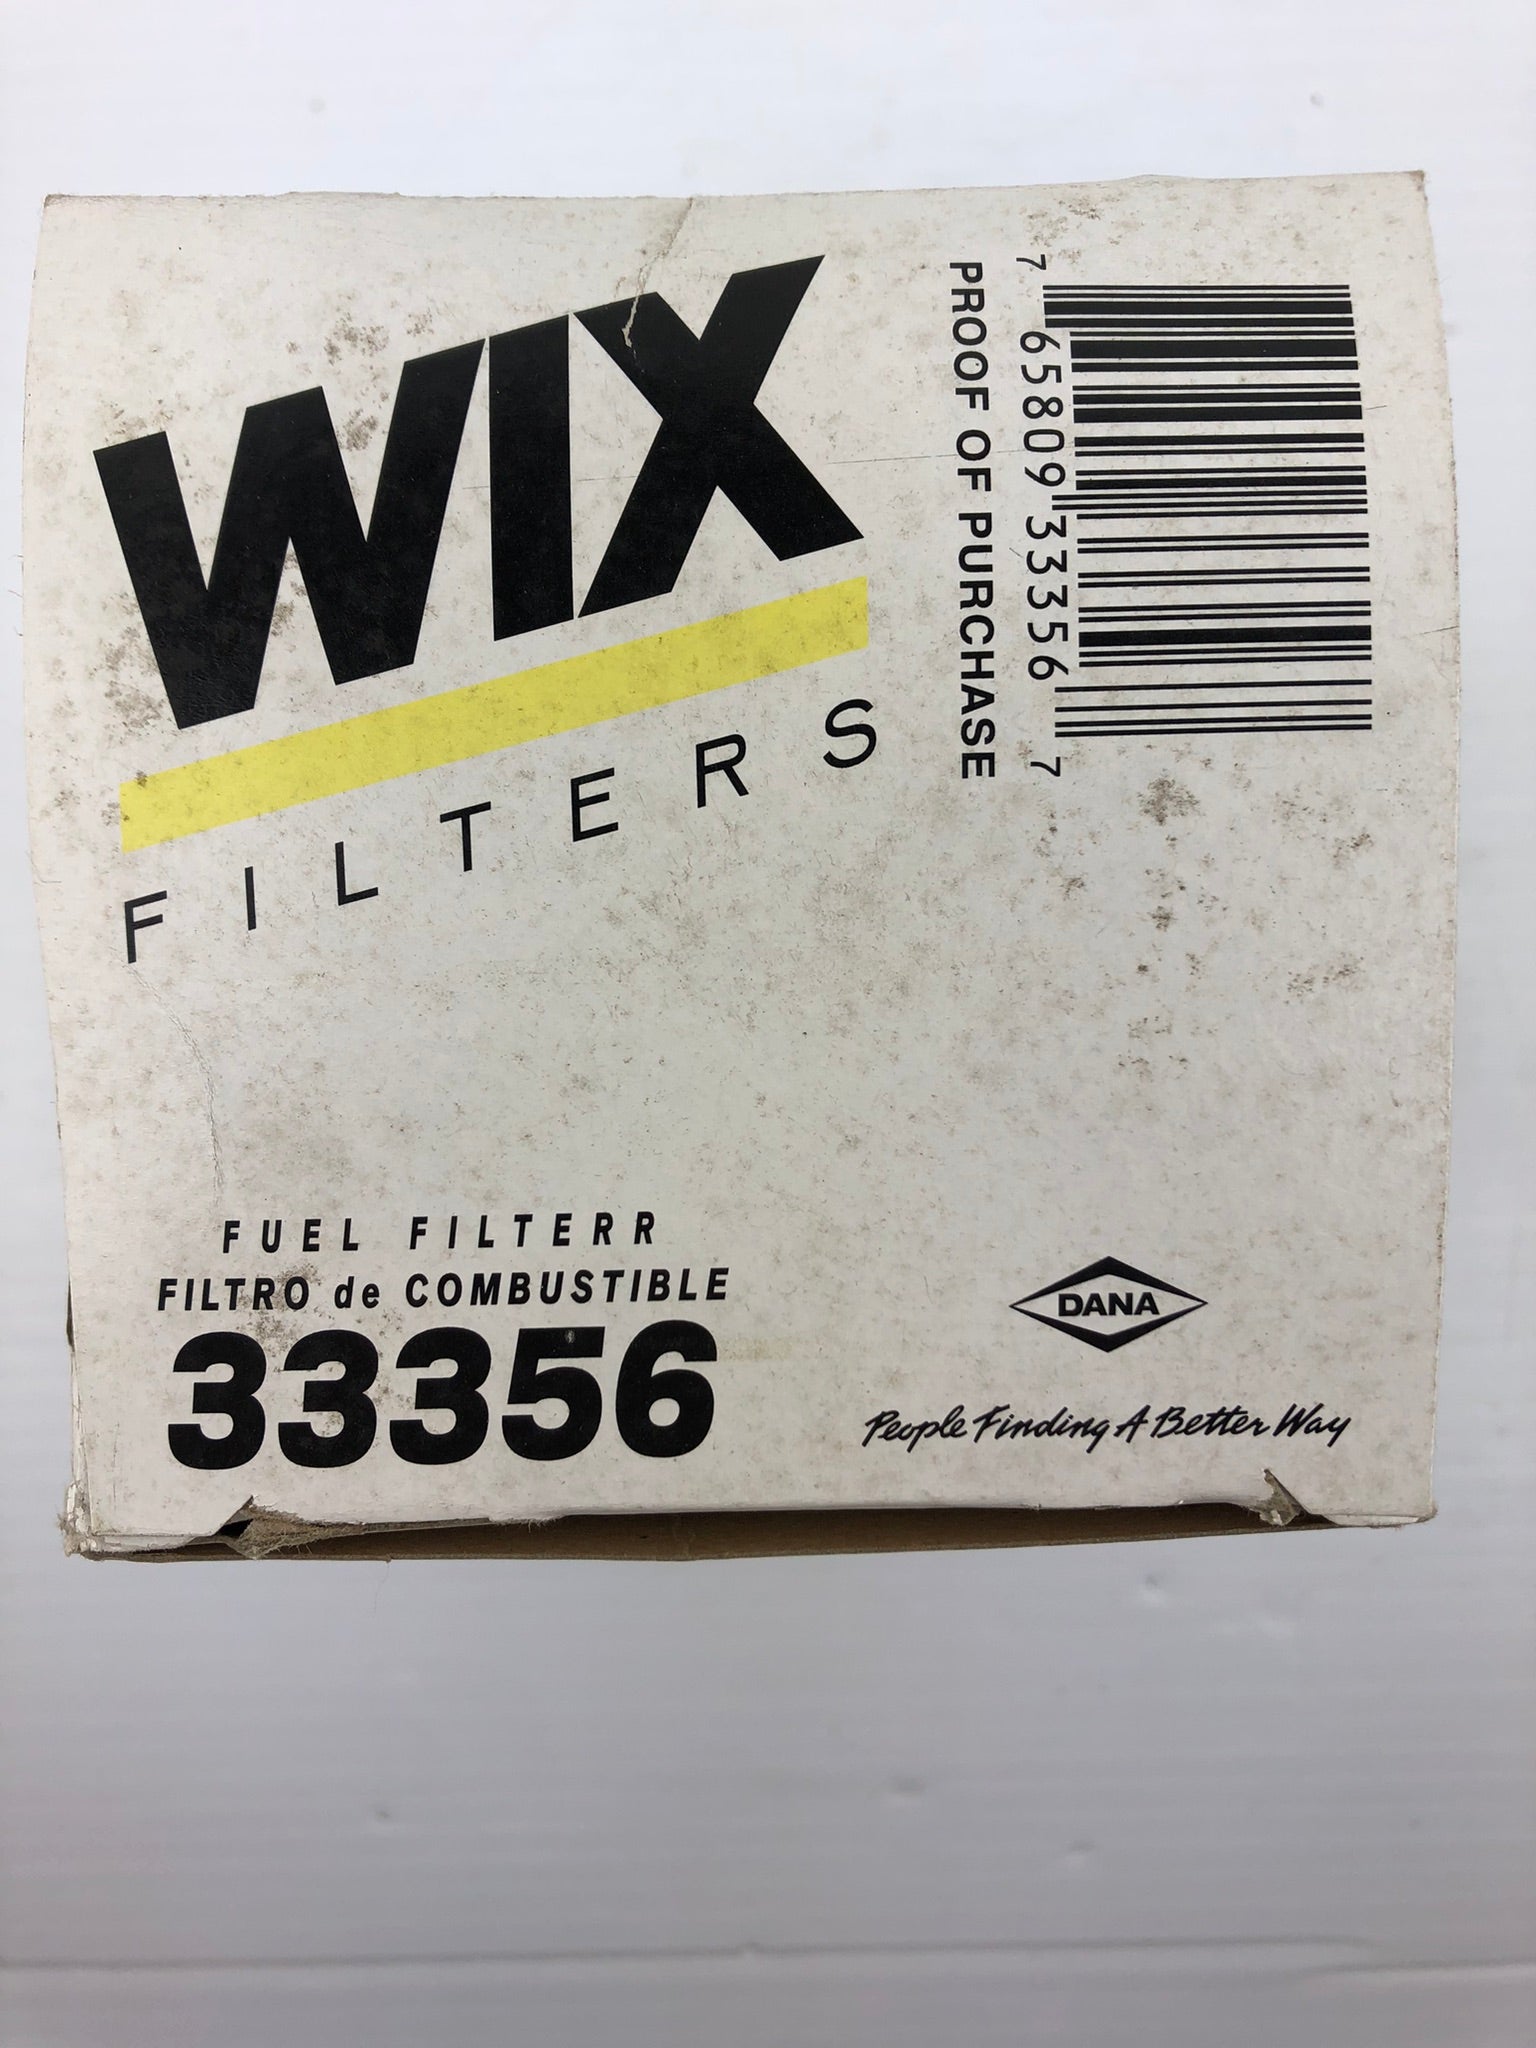 WIX
FILTERS
PROOF OF PURCHASE
7 65809 33356 7
FUEL FILTERR
FILTRO de COMBUSTIBLE
33356
DANA
People Finding A Better Way